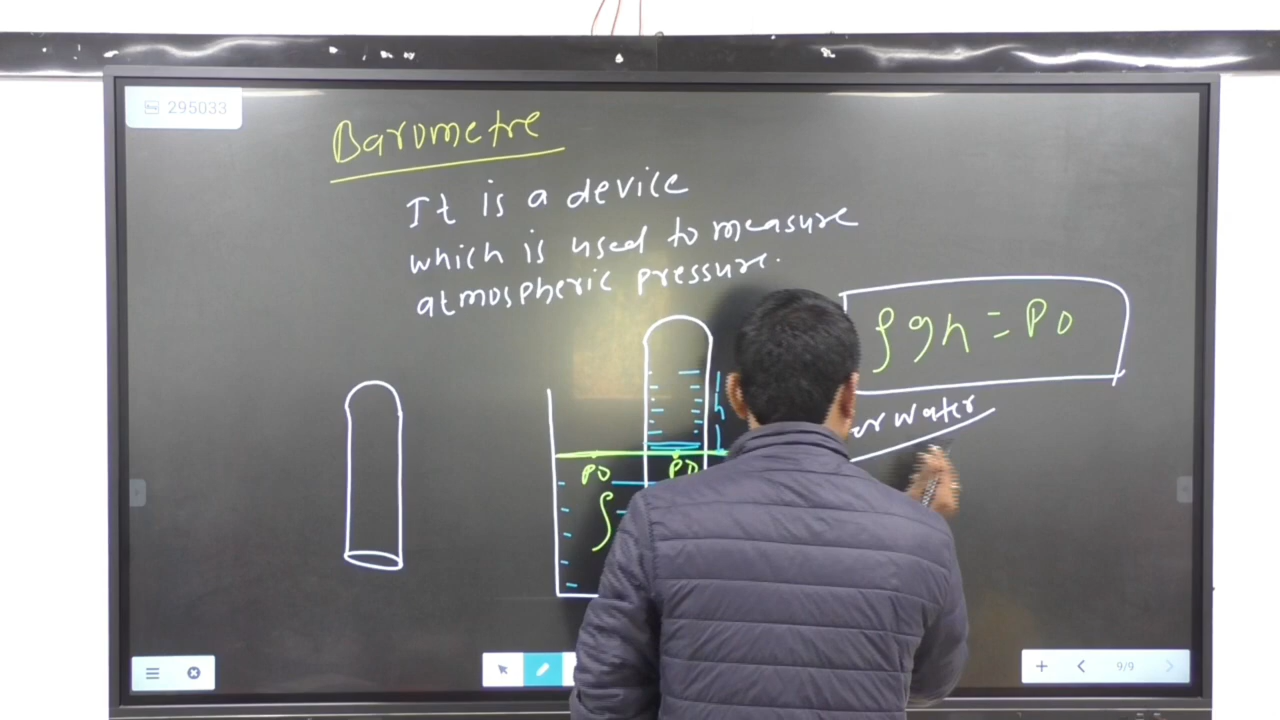 295033
Barometre
It is a device
which is used to measure
atmospheric pressure.
ρgh = P0
h
water
P0 P0
ρ
9/9